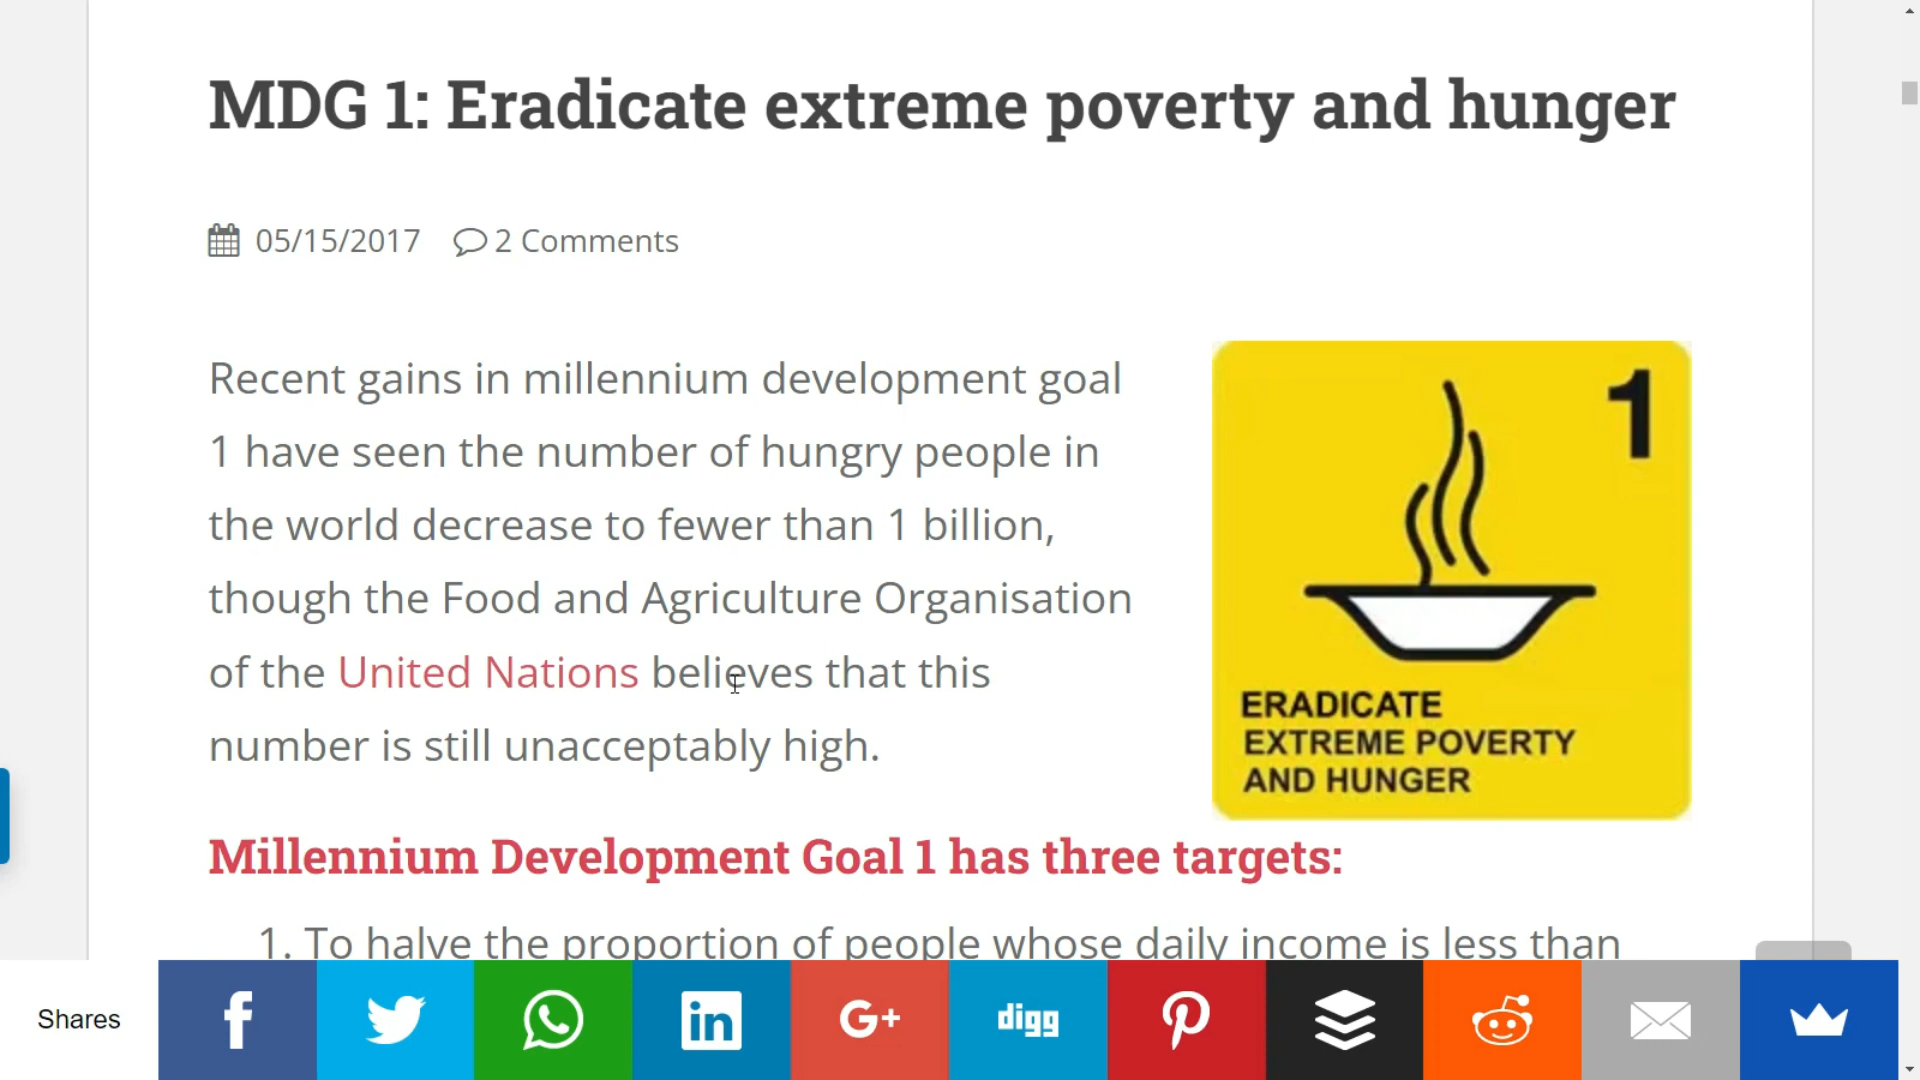 MDG 1: Eradicate extreme poverty and hunger
05/15/2017 2 Comments
Recent gains in millennium development goal
1 have seen the number of hungry people in
the world decrease to fewer than 1 billion,
though the Food and Agriculture Organisation
of the United Nations believes that this
number is still unacceptably high.
1
ERADICATE
EXTREME POVERTY
AND HUNGER
Millennium Development Goal 1 has three targets:
1. To halve the proportion of people whose daily income is less than
Shares
f
in
G+
digg